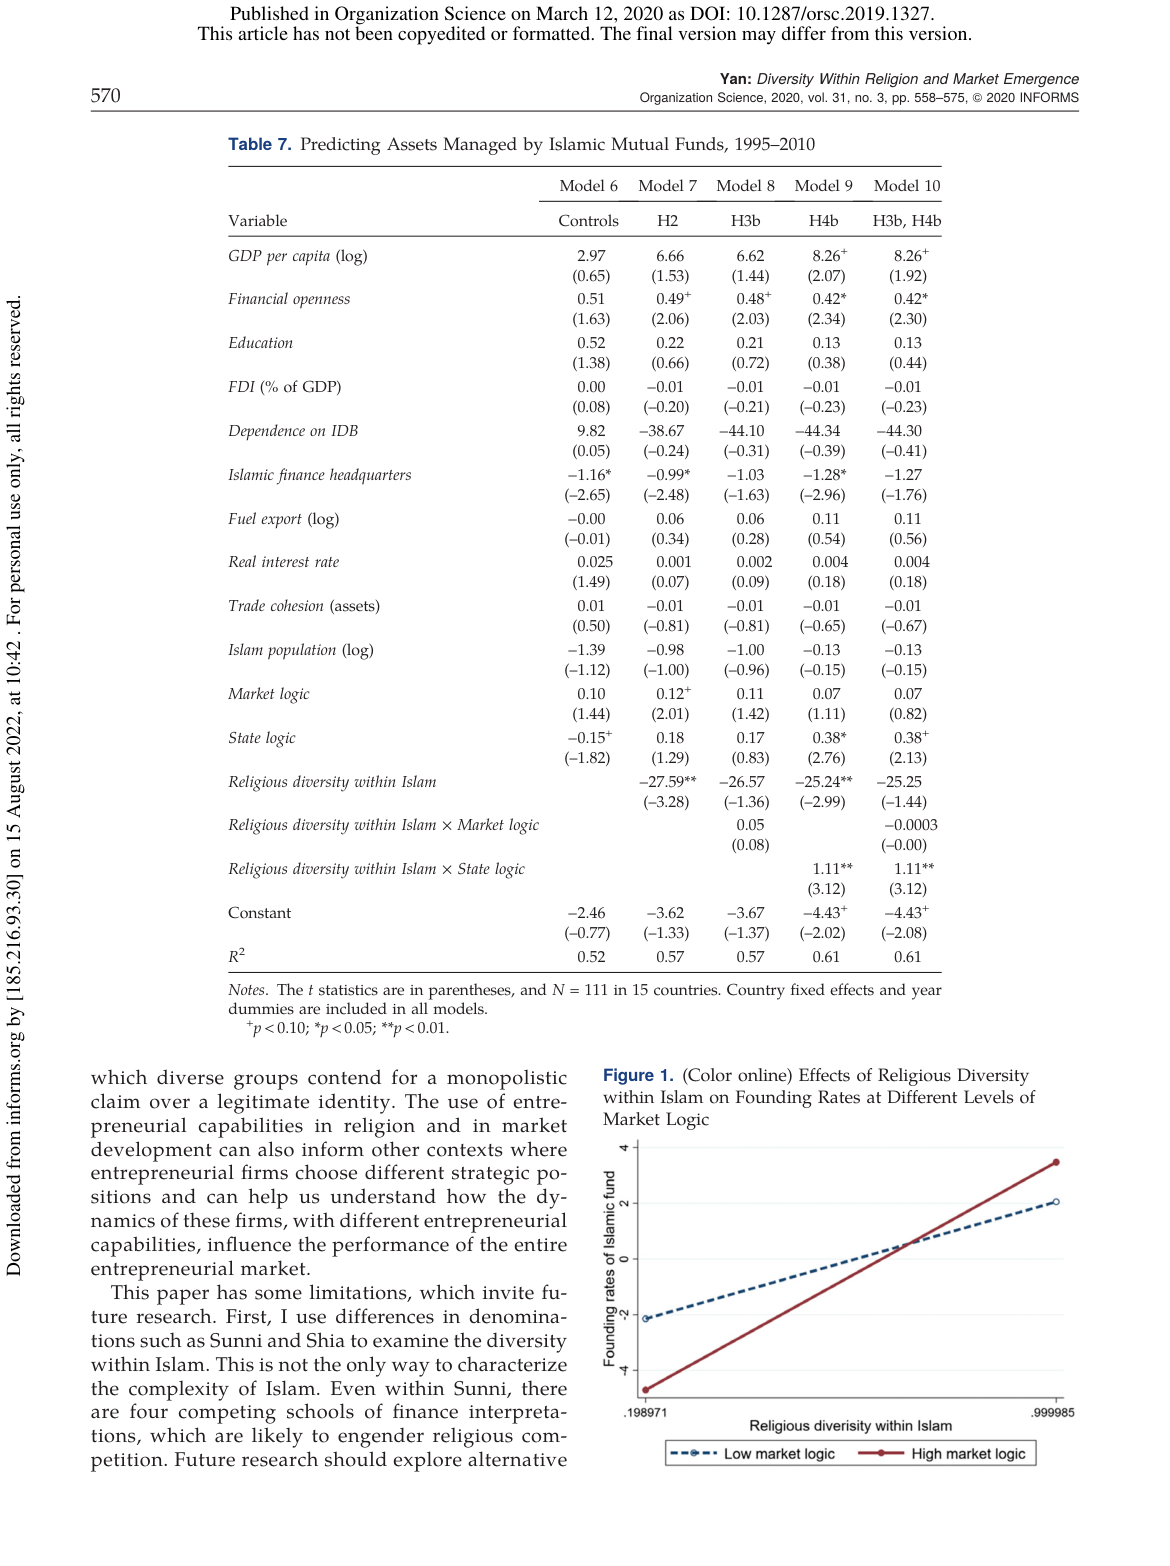 Published in Organization Science on March 12, 2020 as DOI: 10.1287/orsc.2019.1327.
This article has not been copyedited or formatted. The final version may differ from this version.
Yan: Diversity Within Religion and Market Emergence
570
Organization Science, 2020, vol. 31, no. 3, pp. 558–575, © 2020 INFORMS
Downloaded from informs.org by [185.216.93.30] on 15 August 2022, at 10:42 . For personal use only, all rights reserved.
Table 7. Predicting Assets Managed by Islamic Mutual Funds, 1995–2010
Model 6 Model 7 Model 8 Model 9 Model 10
Variable Controls H2 H3b H4b H3b, H4b
GDP per capita (log) 2.97 6.66 6.62 8.26+ 8.26+
(0.65) (1.53) (1.44) (2.07) (1.92)
Financial openness 0.51 0.49+ 0.48+ 0.42* 0.42*
(1.63) (2.06) (2.03) (2.34) (2.30)
Education 0.52 0.22 0.21 0.13 0.13
(1.38) (0.66) (0.72) (0.38) (0.44)
FDI (% of GDP) 0.00 –0.01 –0.01 –0.01 –0.01
(0.08) (–0.20) (–0.21) (–0.23) (–0.23)
Dependence on IDB 9.82 –38.67 –44.10 –44.34 –44.30
(0.05) (–0.24) (–0.31) (–0.39) (–0.41)
Islamic finance headquarters –1.16* –0.99* –1.03 –1.28* –1.27
(–2.65) (–2.48) (–1.63) (–2.96) (–1.76)
Fuel export (log) –0.00 0.06 0.06 0.11 0.11
(–0.01) (0.34) (0.28) (0.54) (0.56)
Real interest rate 0.025 0.001 0.002 0.004 0.004
(1.49) (0.07) (0.09) (0.18) (0.18)
Trade cohesion (assets) 0.01 –0.01 –0.01 –0.01 –0.01
(0.50) (–0.81) (–0.81) (–0.65) (–0.67)
Islam population (log) –1.39 –0.98 –1.00 –0.13 –0.13
(–1.12) (–1.00) (–0.96) (–0.15) (–0.15)
Market logic 0.10 0.12+ 0.11 0.07 0.07
(1.44) (2.01) (1.42) (1.11) (0.82)
State logic –0.15+ 0.18 0.17 0.38* 0.38+
(–1.82) (1.29) (0.83) (2.76) (2.13)
Religious diversity within Islam –27.59** –26.57 –25.24** –25.25
(–3.28) (–1.36) (–2.99) (–1.44)
Religious diversity within Islam × Market logic 0.05 –0.0003
(0.08) (–0.00)
Religious diversity within Islam × State logic 1.11** 1.11**
(3.12) (3.12)
Constant –2.46 –3.62 –3.67 –4.43+ –4.43+
(–0.77) (–1.33) (–1.37) (–2.02) (–2.08)
R2 0.52 0.57 0.57 0.61 0.61
Notes. The t statistics are in parentheses, and N = 111 in 15 countries. Country fixed effects and year
dummies are included in all models.
+p < 0.10; *p < 0.05; **p < 0.01.
which diverse groups contend for a monopolistic
claim over a legitimate identity. The use of entre-
preneurial capabilities in religion and in market
development can also inform other contexts where
entrepreneurial firms choose different strategic po-
sitions and can help us understand how the dy-
namics of these firms, with different entrepreneurial
capabilities, influence the performance of the entire
entrepreneurial market.
This paper has some limitations, which invite fu-
ture research. First, I use differences in denomina-
tions such as Sunni and Shia to examine the diversity
within Islam. This is not the only way to characterize
the complexity of Islam. Even within Sunni, there
are four competing schools of finance interpreta-
tions, which are likely to engender religious com-
petition. Future research should explore alternative
Figure 1. (Color online) Effects of Religious Diversity
within Islam on Founding Rates at Different Levels of
Market Logic
Founding rates of Islamic fund
4
2
0
-2
-4
.198971 .999985
Religious diverisity within Islam
Low market logic High market logic